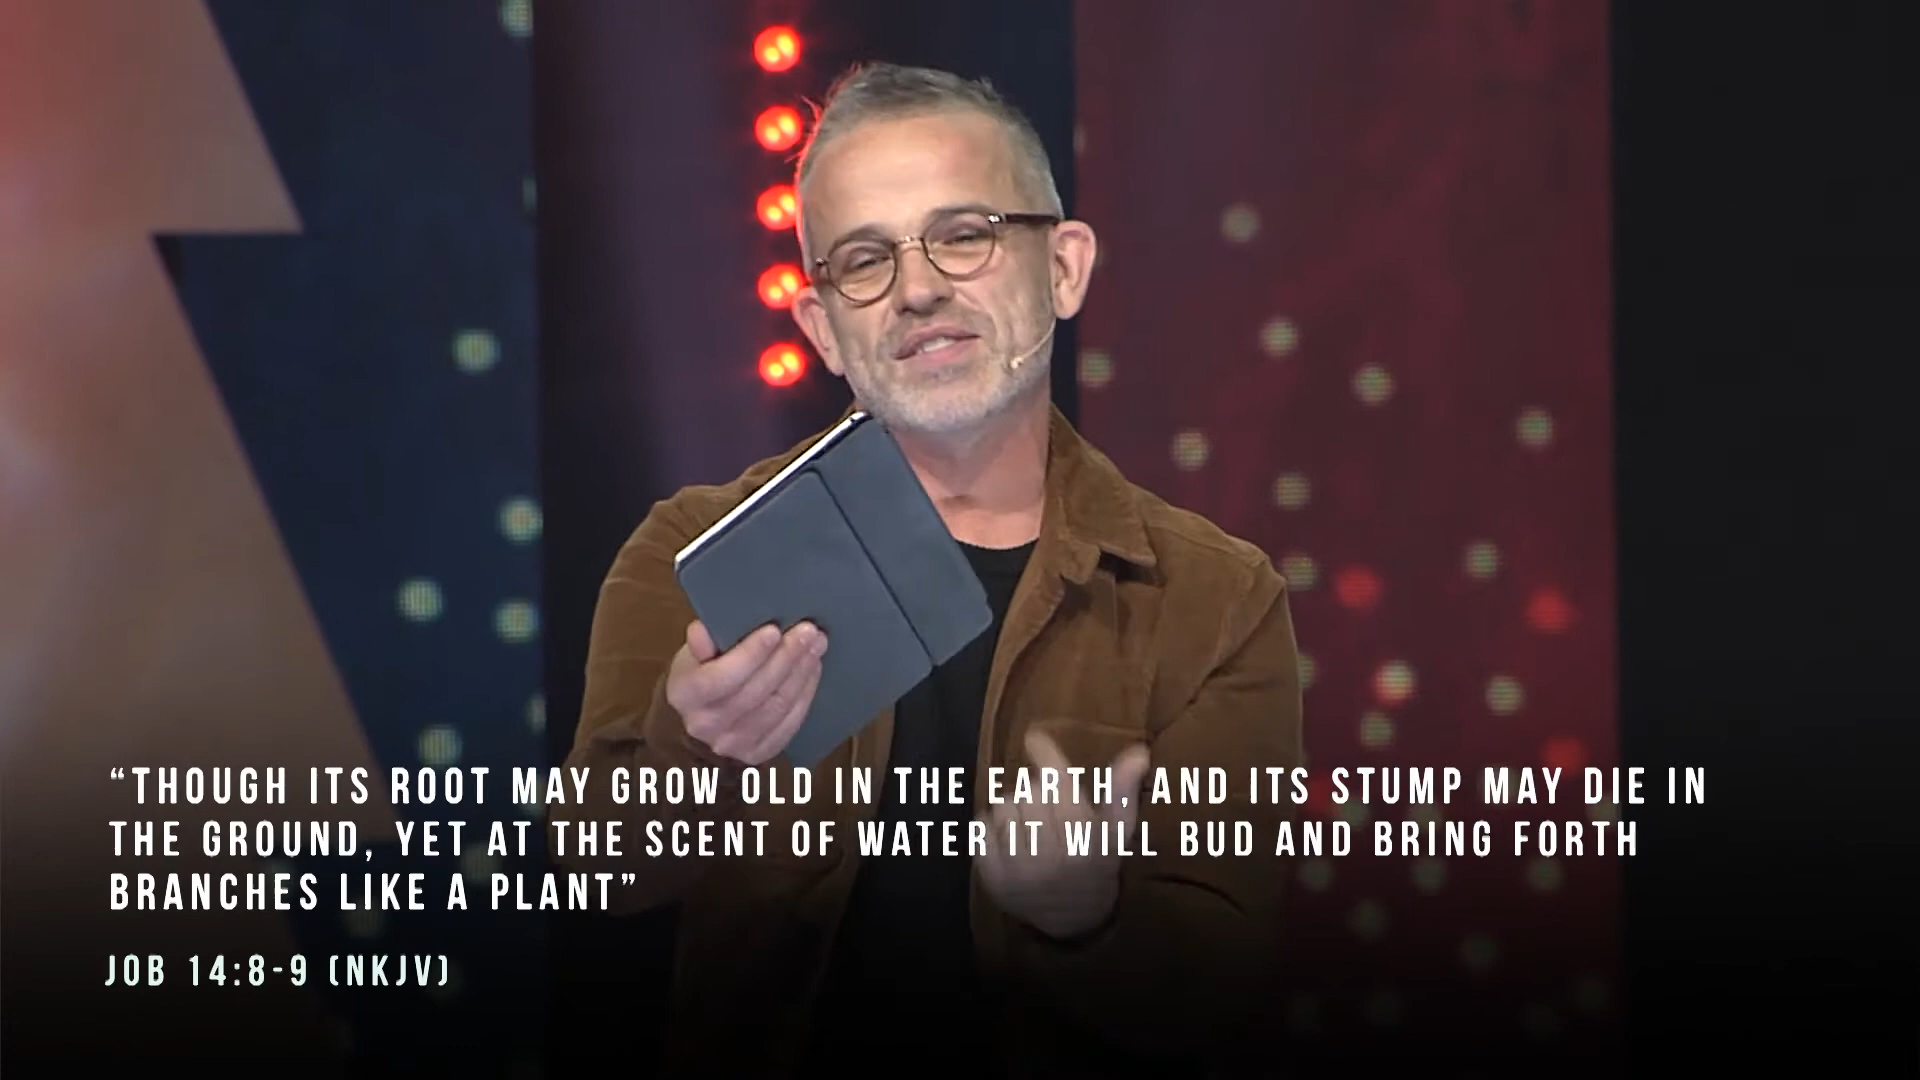 “THOUGH ITS ROOT MAY GROW OLD IN THE EARTH, AND ITS STUMP MAY DIE IN
THE GROUND, YET AT THE SCENT OF WATER IT WILL BUD AND BRING FORTH
BRANCHES LIKE A PLANT”
JOB 14:8-9 (NKJV)